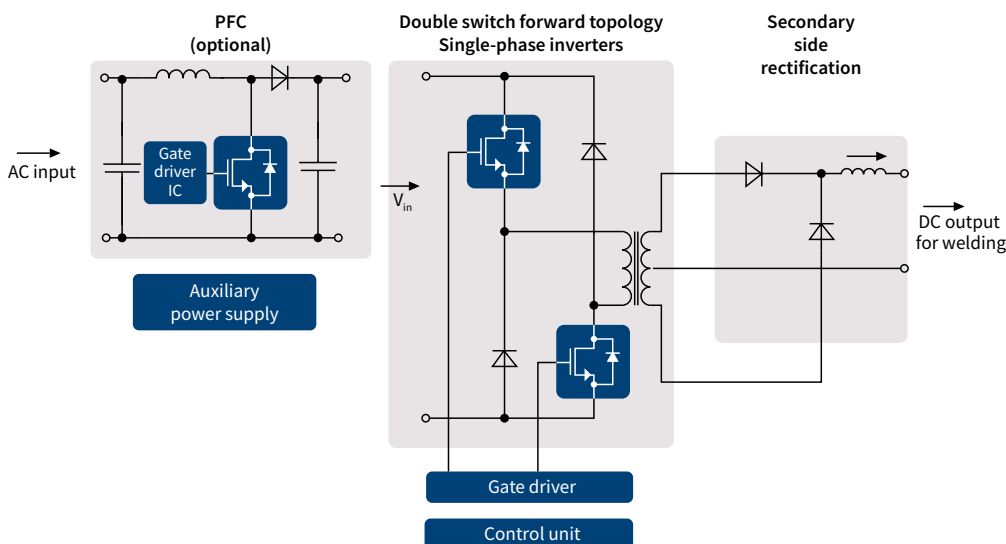 PFC
(optional)
Double switch forward topology
Single-phase inverters
Secondary
side
rectification
AC input
Gate
driver
IC
Vin
DC output
for welding
Auxiliary
power supply
Gate driver
Control unit